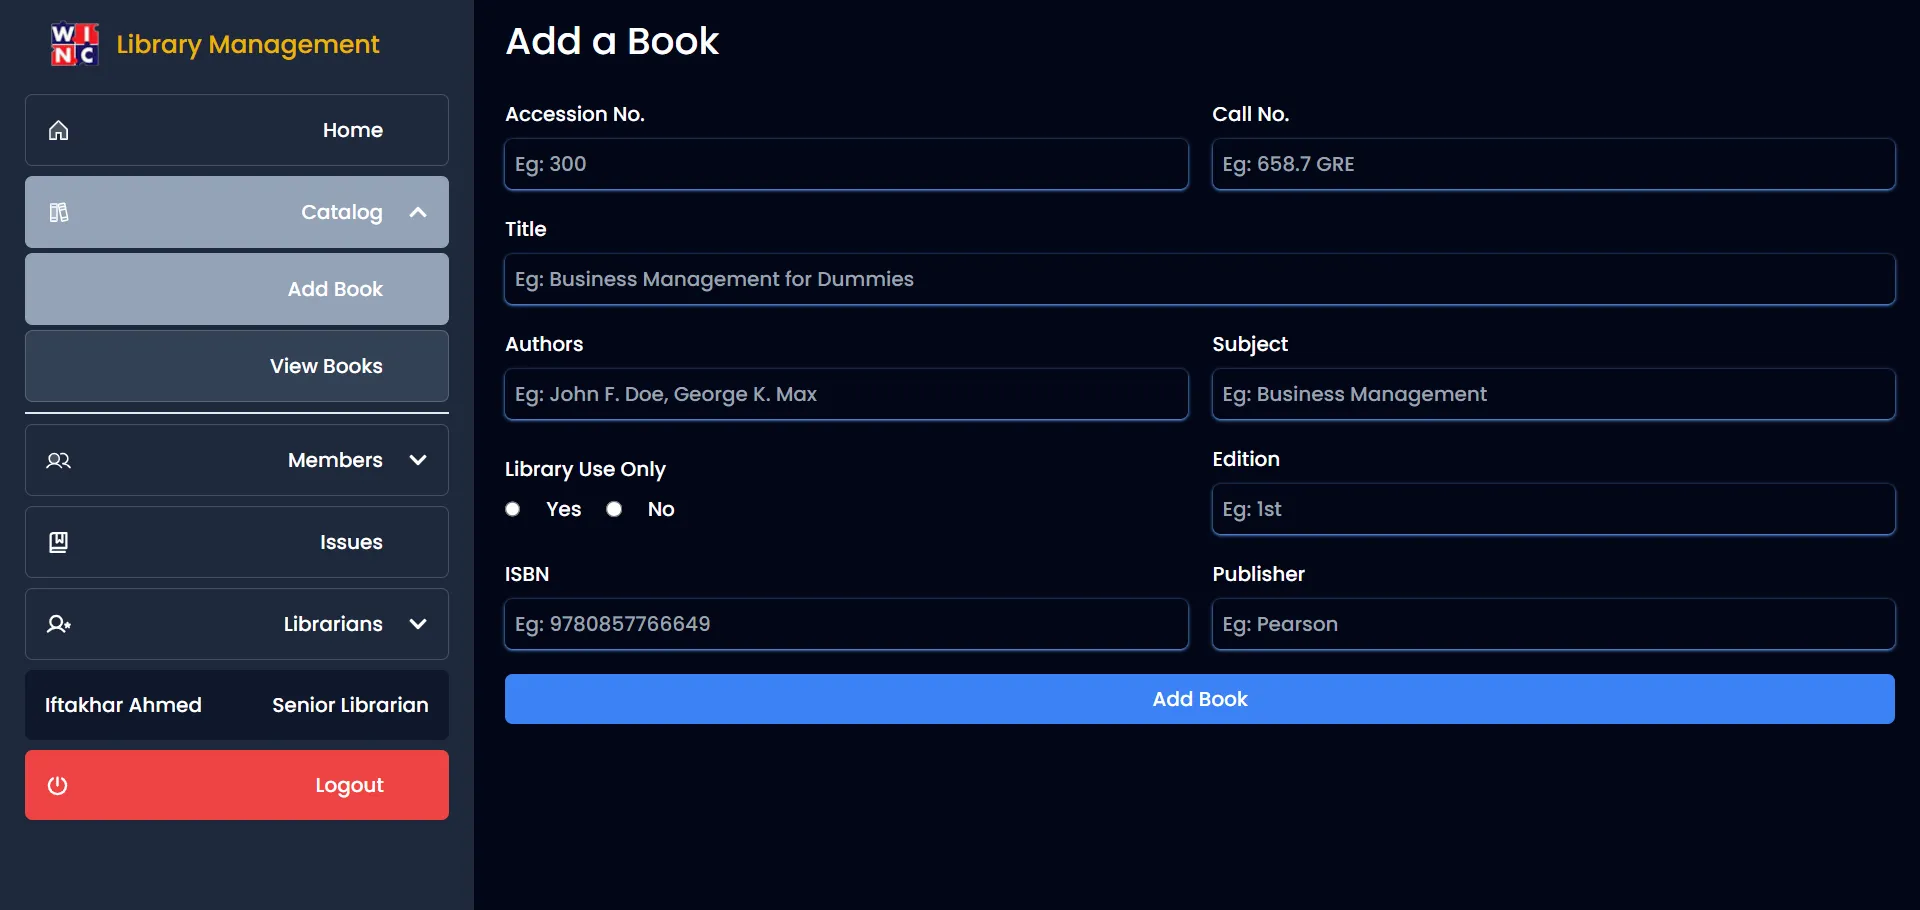 W I
N C
Library Management
Home
Catalog
Add Book
View Books
Members
Issues
Librarians
Iftakhar Ahmed Senior Librarian
Logout
Add a Book
Accession No. Call No.
Eg: 300 Eg: 658.7 GRE
Title
Eg: Business Management for Dummies
Authors Subject
Eg: John F. Doe, George K. Max Eg: Business Management
Library Use Only Edition
Yes No Eg: 1st
ISBN Publisher
Eg: 9780857766649 Eg: Pearson
Add Book